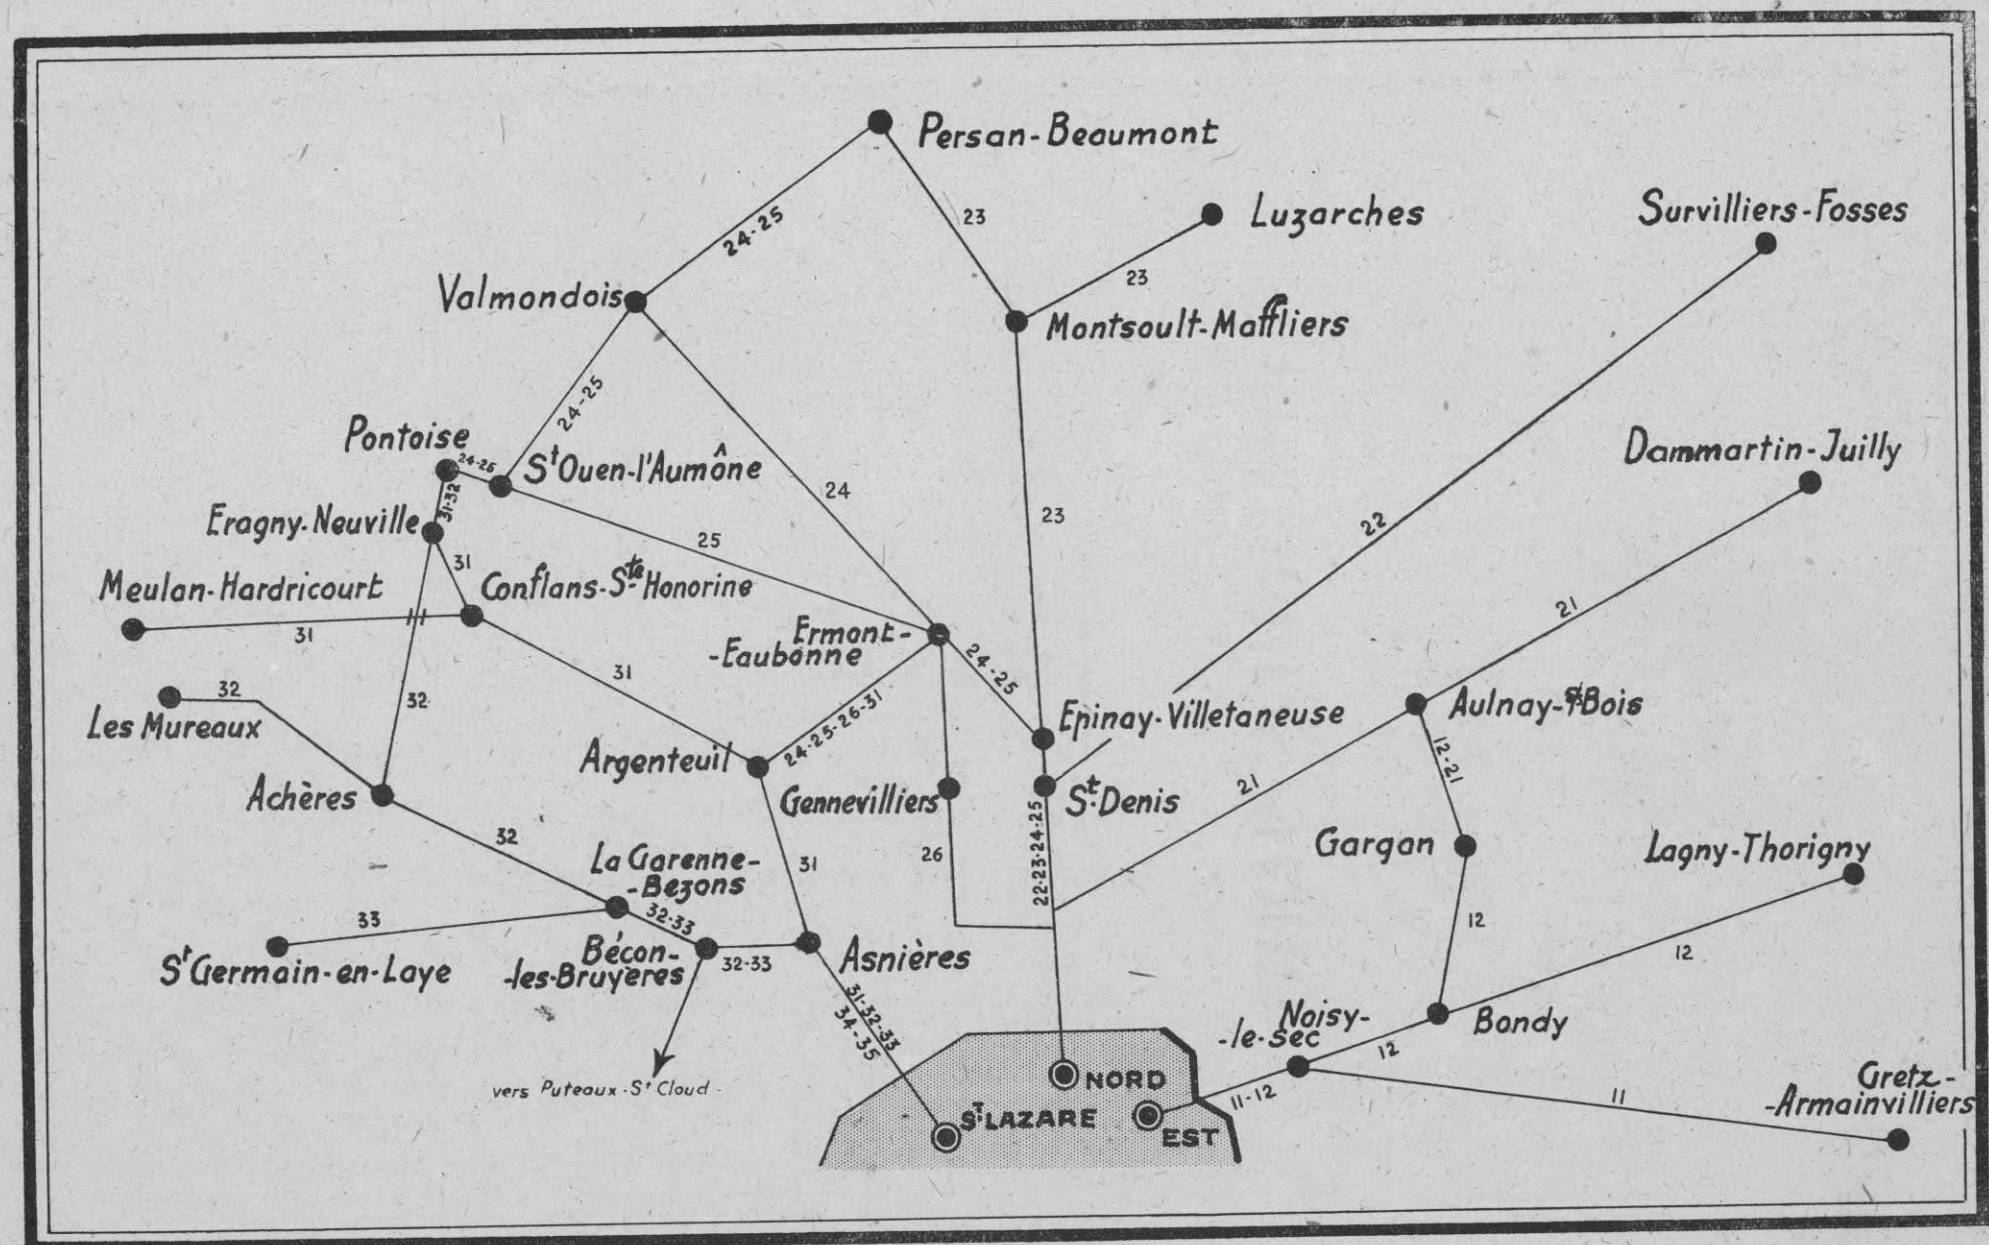 Persan-Beaumont
23
Luzarches
Survilliers-Fosses
24-25
23
Valmondois
Montsoult-Maffliers
24-25
Pontoise
24-25
St Ouen-l'Aumône
24
23
22
Dammartin-Juilly
31-32
Eragny-Neuville
25
31
Meulan-Hardricourt
Conflans-Ste Honorine
31
21
Ermont-
-Eaubonne
24-25
31
32
Les Mureaux
32
24-25-26-31
Epinay-Villetaneuse
Aulnay-s/Bois
12-21
Argenteuil
Achères
Gennevilliers
St-Denis
21
22-23-24-25
32
La Garenne-
-Bezons
31
26
Gargan
Lagny-Thorigny
33
32-33
12
St Germain-en-Laye
Bécon-
-les-Bruyères
32-33
Asnières
12
31-32-33
34-35
Noisy-
-le-sec
Bondy
12
vers Puteaux-St Cloud
NORD
St LAZARE
EST
11-12
11
Gretz-
-Armainvilliers